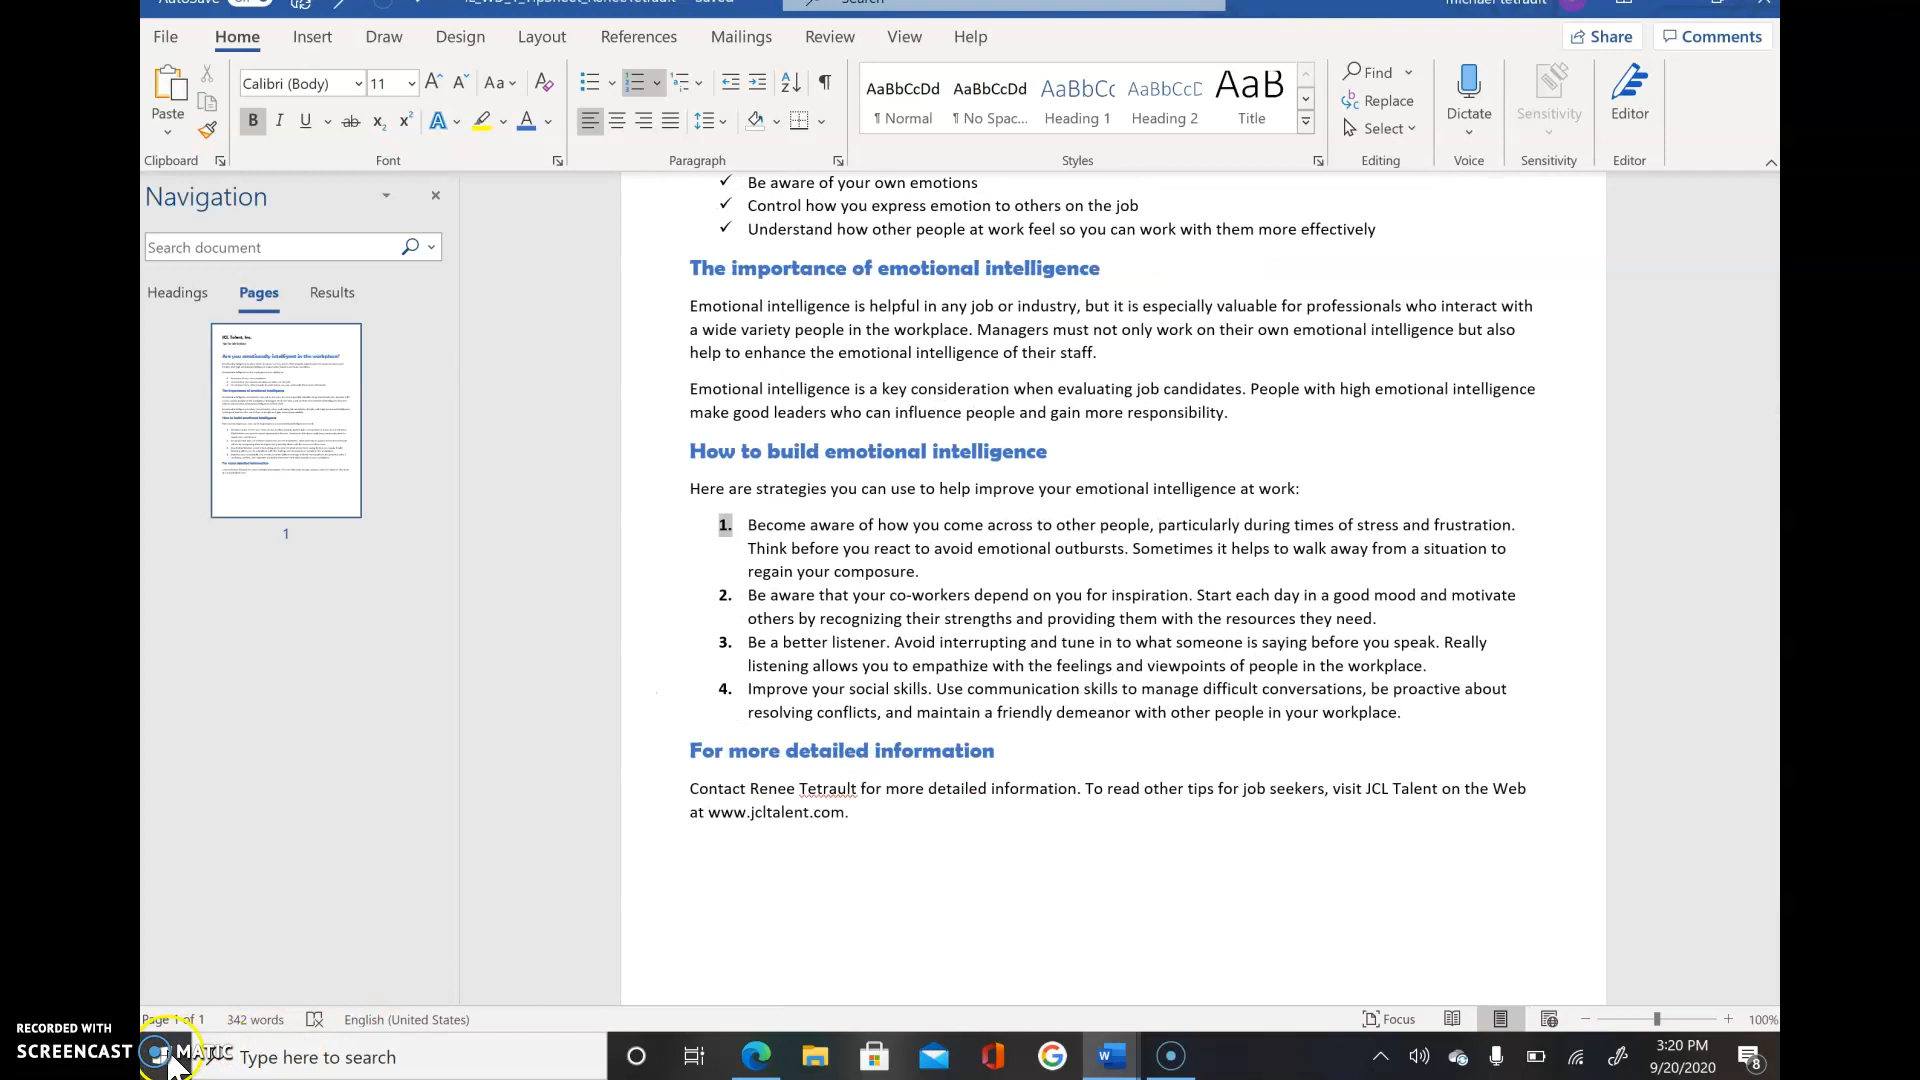 File Home Insert Draw Design Layout References Mailings Review View Help Share Comments
Calibri (Body) 11
Paste
AaBbCcDd AaBbCcDd AaBbCc AaBbCcD AaB
¶ Normal ¶ No Spac... Heading 1 Heading 2 Title
Find
Replace
Select
Dictate Sensitivity Editor
Clipboard Font Paragraph Styles Editing Voice Sensitivity Editor
Navigation
Search document
Headings Pages Results
1
✓ Be aware of your own emotions
✓ Control how you express emotion to others on the job
✓ Understand how other people at work feel so you can work with them more effectively
The importance of emotional intelligence
Emotional intelligence is helpful in any job or industry, but it is especially valuable for professionals who interact with
a wide variety people in the workplace. Managers must not only work on their own emotional intelligence but also
help to enhance the emotional intelligence of their staff.
Emotional intelligence is a key consideration when evaluating job candidates. People with high emotional intelligence
make good leaders who can influence people and gain more responsibility.
How to build emotional intelligence
Here are strategies you can use to help improve your emotional intelligence at work:
1. Become aware of how you come across to other people, particularly during times of stress and frustration.
Think before you react to avoid emotional outbursts. Sometimes it helps to walk away from a situation to
regain your composure.
2. Be aware that your co-workers depend on you for inspiration. Start each day in a good mood and motivate
others by recognizing their strengths and providing them with the resources they need.
3. Be a better listener. Avoid interrupting and tune in to what someone is saying before you speak. Really
listening allows you to empathize with the feelings and viewpoints of people in the workplace.
4. Improve your social skills. Use communication skills to manage difficult conversations, be proactive about
resolving conflicts, and maintain a friendly demeanor with other people in your workplace.
For more detailed information
Contact Renee Tetrault for more detailed information. To read other tips for job seekers, visit JCL Talent on the Web
at www.jcltalent.com.
Page 1 of 1 342 words English (United States) Focus 100%
RECORDED WITH
SCREENCAST MATIC
Type here to search
3:20 PM
9/20/2020
8